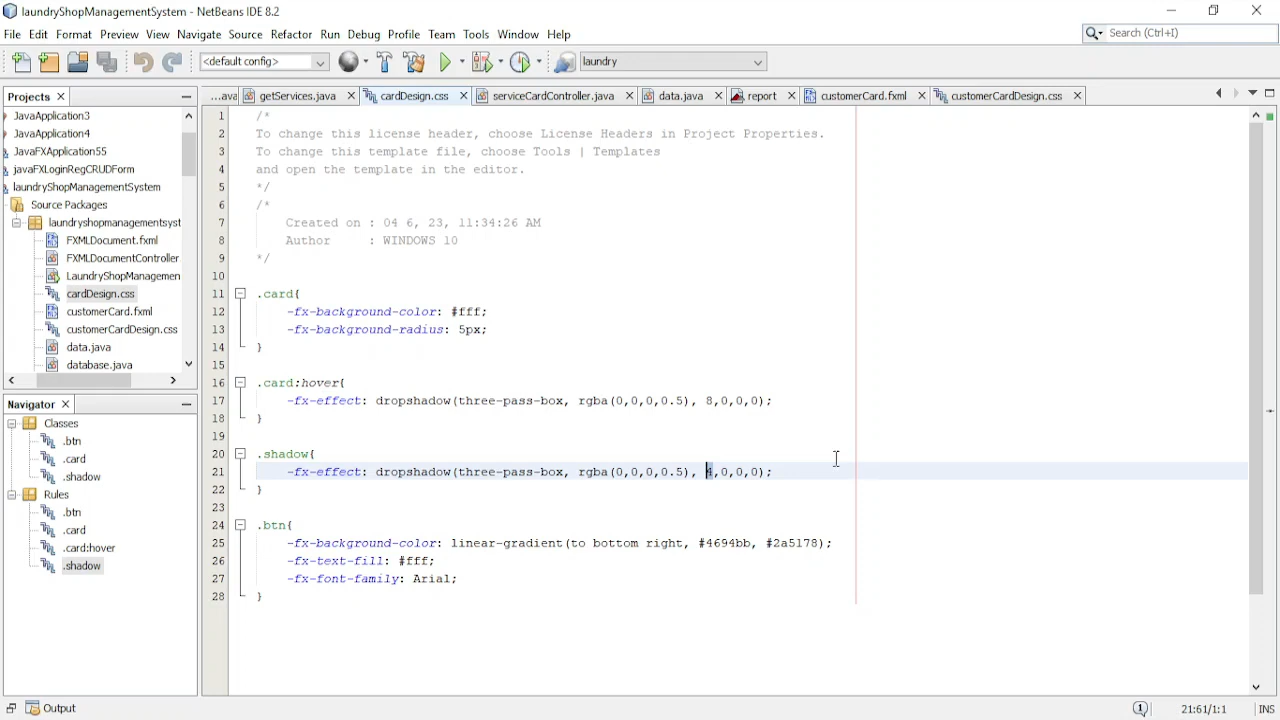 laundryShopManagementSystem - NetBeans IDE 8.2
File Edit Format Preview View Navigate Source Refactor Run Debug Profile Team Tools Window Help
Search (Ctrl+I)
<default config>
laundry
Projects
...ava
getServices.java
cardDesign.css
serviceCardController.java
data.java
report
customerCard.fxml
customerCardDesign.css
JavaFXApplication3
JavaFXApplication4
JavaFXApplication55
javaFXLoginRegCRUDForm
laundryShopManagementSystem
Source Packages
laundryshopmanagementsyst
FXMLDocument.fxml
FXMLDocumentController
LaundryShopManagemen
cardDesign.css
customerCard.fxml
customerCardDesign.css
data.java
database.java
Navigator
Classes
.btn
.card
.shadow
Rules
.btn
.card
.card:hover
.shadow
1 /*
2 To change this license header, choose License Headers in Project Properties.
3 To change this template file, choose Tools | Templates
4 and open the template in the editor.
5 */
6 /*
7 Created on : 04 6, 23, 11:34:26 AM
8 Author : WINDOWS 10
9 */
10
11 .card{
12 -fx-background-color: #fff;
13 -fx-background-radius: 5px;
14 }
15
16 .card:hover{
17 -fx-effect: dropshadow(three-pass-box, rgba(0,0,0,0.5), 8,0,0,0);
18 }
19
20 .shadow{
21 -fx-effect: dropshadow(three-pass-box, rgba(0,0,0,0.5), 4,0,0,0);
22 }
23
24 .btn{
25 -fx-background-color: linear-gradient(to bottom right, #4694bb, #2a5178);
26 -fx-text-fill: #fff;
27 -fx-font-family: Arial;
28 }
Output
1
21:61/1:1
INS